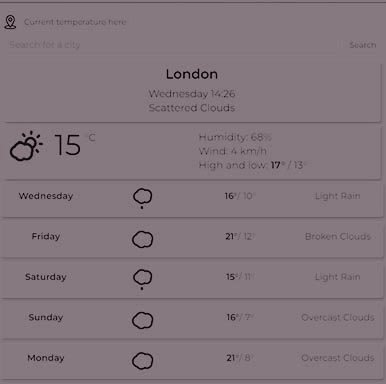 Current temperature here
Search for a city Search
London
Wednesday 14:26
Scattered Clouds
15 °C
Humidity: 68%
Wind: 4 km/h
High and low: 17° / 13°
Wednesday 16°/ 10° Light Rain
Friday 21°/ 12° Broken Clouds
Saturday 15°/ 11° Light Rain
Sunday 16°/ 7° Overcast Clouds
Monday 21°/ 8° Overcast Clouds